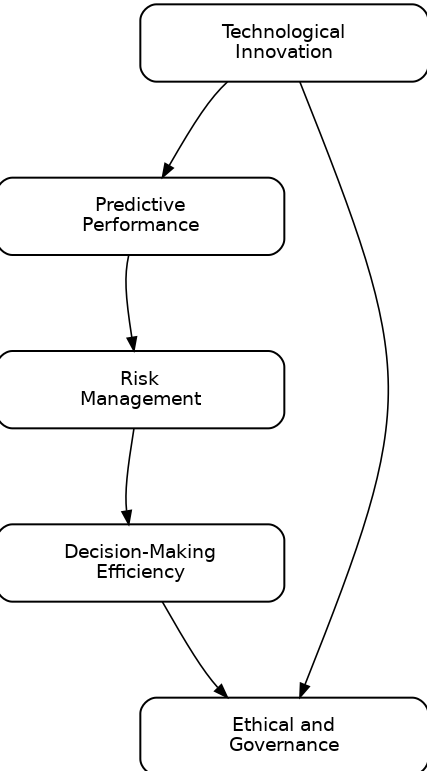 Technological
Innovation
Predictive
Performance
Risk
Management
Decision-Making
Efficiency
Ethical and
Governance